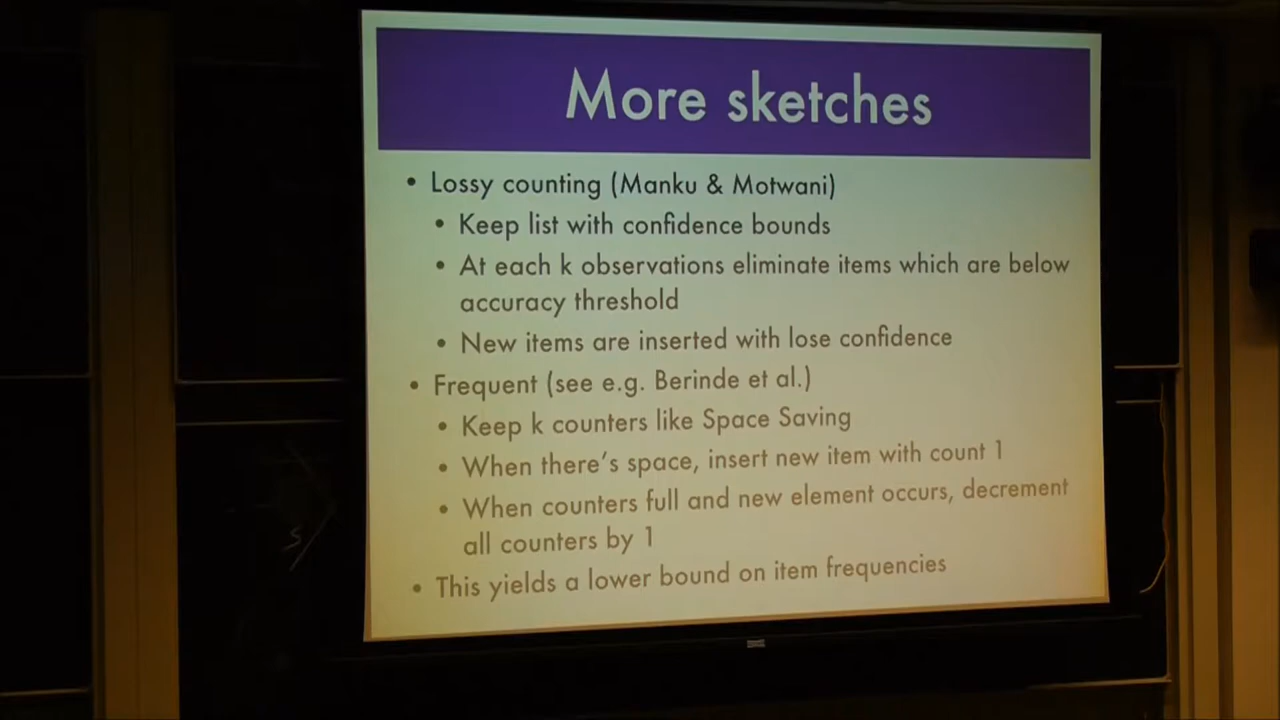 More sketches
• Lossy counting (Manku & Motwani)
• Keep list with confidence bounds
• At each k observations eliminate items which are below
accuracy threshold
• New items are inserted with lose confidence
• Frequent (see e.g. Berinde et al.)
• Keep k counters like Space Saving
• When there's space, insert new item with count 1
• When counters full and new element occurs, decrement
all counters by 1
• This yields a lower bound on item frequencies